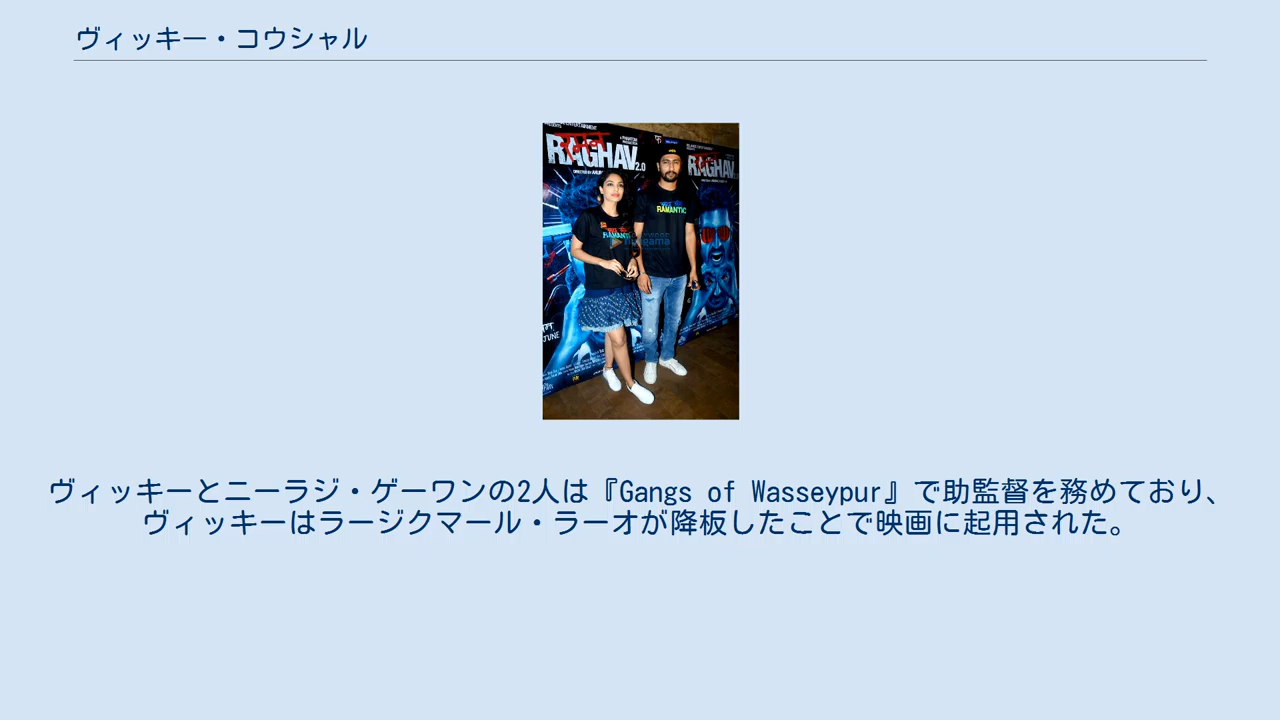 ヴィッキー・コウシャル
RAGHAV 2.0
RAGHAV
RAMANTIC
ヴィッキーとニーラジ・ゲーワンの2人は『Gangs of Wasseypur』で助監督を務めており、
ヴィッキーはラージクマール・ラーオが降板したことで映画に起用された。